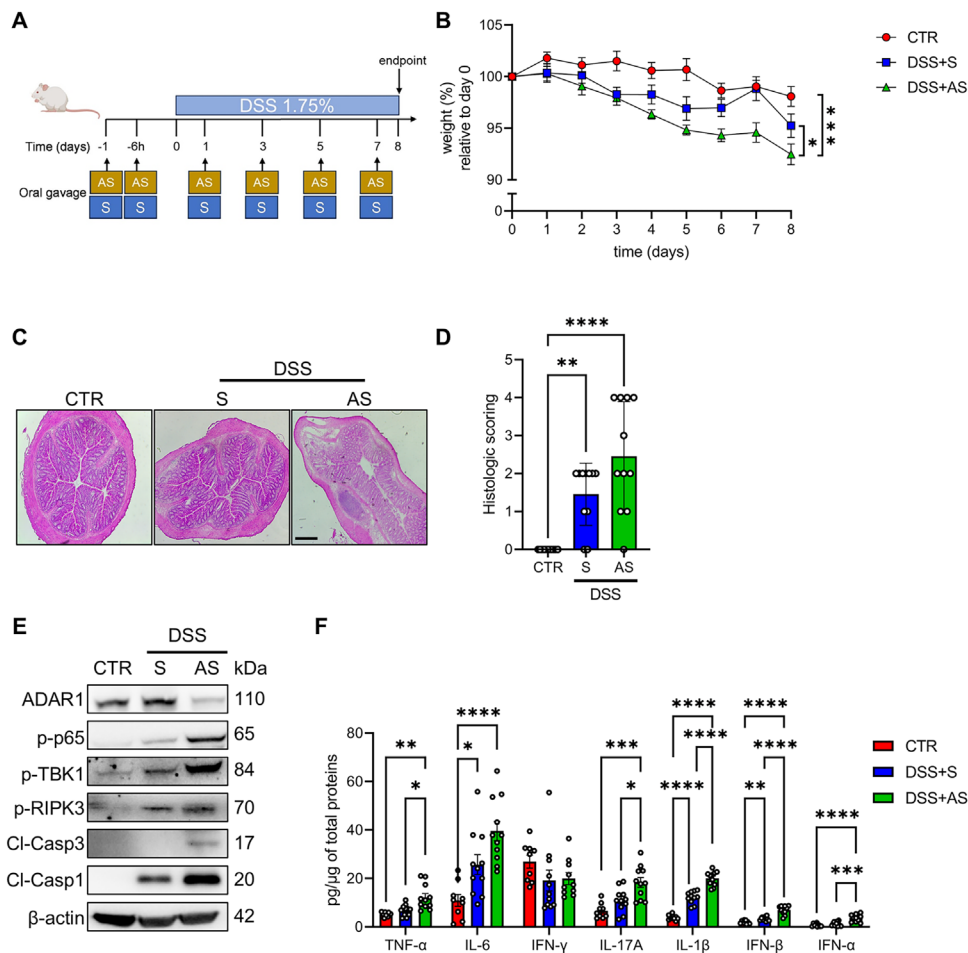 A
endpoint
DSS 1.75%
Time (days) -1 -6h 0 1 3 5 7 8
Oral gavage
AS AS AS AS AS AS
S S S S S S
B
105
100
95
90
0
weight (%)
relative to day 0
0 1 2 3 4 5 6 7 8
time (days)
* ***
CTR
DSS+S
DSS+AS
C
DSS
CTR S AS
D
****
**
5
4
3
2
1
0
Histologic scoring
CTR S AS
DSS
E
DSS
CTR S AS kDa
ADAR1 110
p-p65 65
p-TBK1 84
p-RIPK3 70
Cl-Casp3 17
Cl-Casp1 20
β-actin 42
F
80
60
40
20
0
pg/μg of total proteins
** *
**** *
*** *
**** **** ****
**** **** **
**** ***
CTR
DSS+S
DSS+AS
TNF-α IL-6 IFN-γ IL-17A IL-1β IFN-β IFN-α